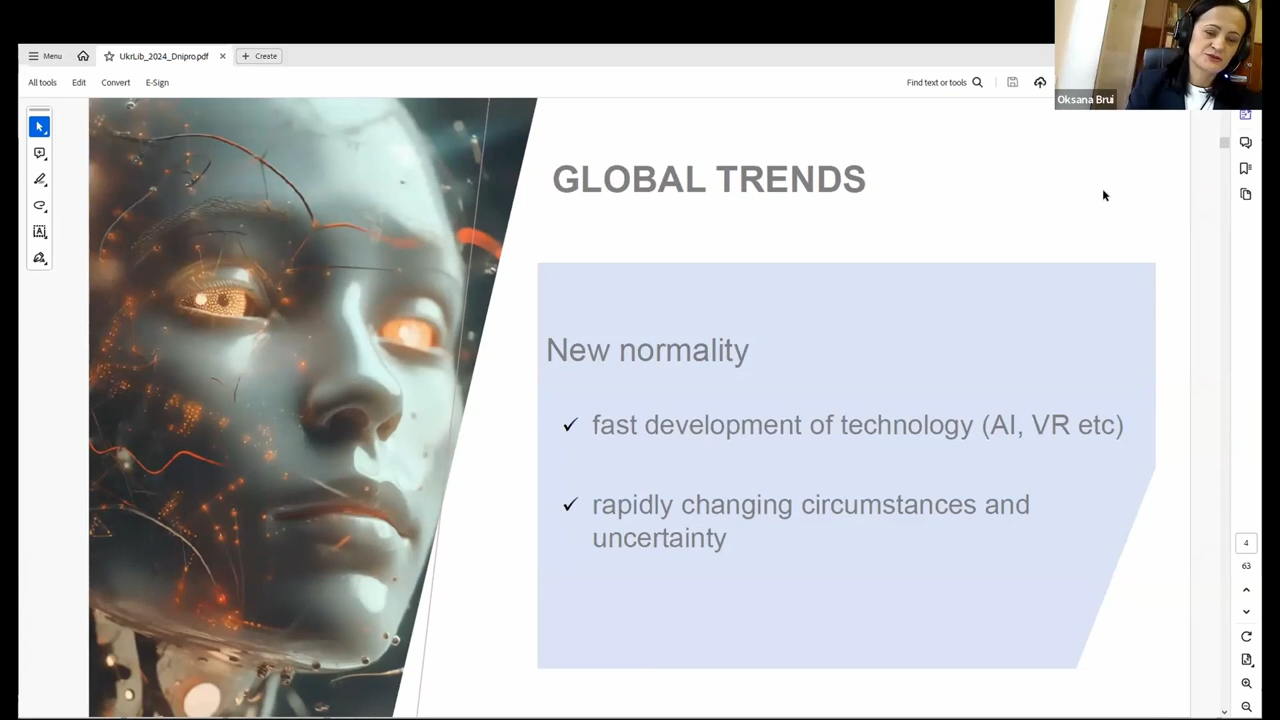 Menu
UkrLib_2024_Dnipro.pdf
Create
All tools
Edit
Convert
E-Sign
Find text or tools
Oksana Brui
GLOBAL TRENDS
New normality
✓ fast development of technology (AI, VR etc)
✓ rapidly changing circumstances and
uncertainty
4
63